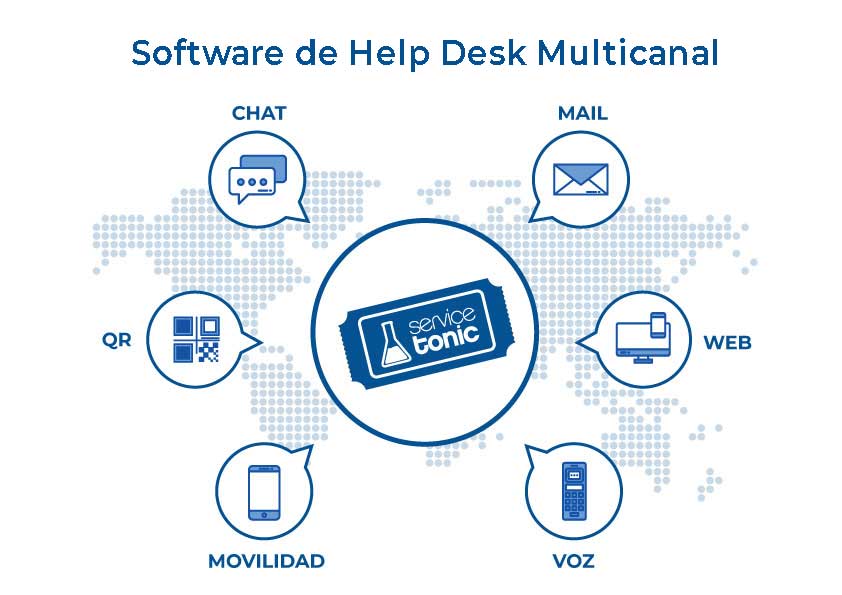 Software de Help Desk Multicanal
CHAT
MAIL
service
tonic
QR
WEB
MOVILIDAD
VOZ